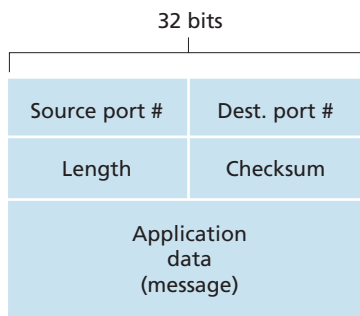 32 bits
Source port #
Dest. port #
Length
Checksum
Application
data
(message)